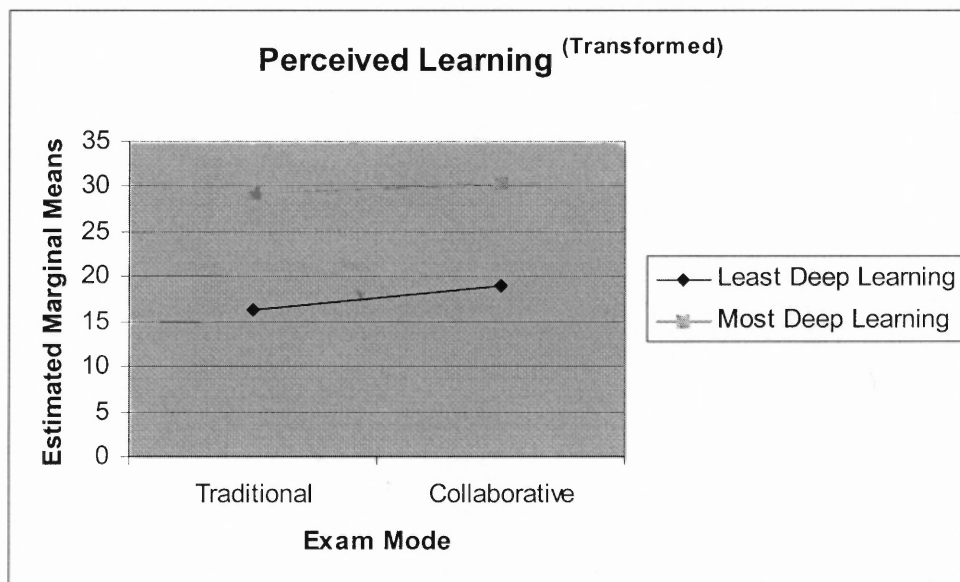 Perceived Learning (Transformed)
Estimated Marginal Means
35
30
25
20
15
10
5
0
Traditional
Collaborative
Exam Mode
Least Deep Learning
Most Deep Learning